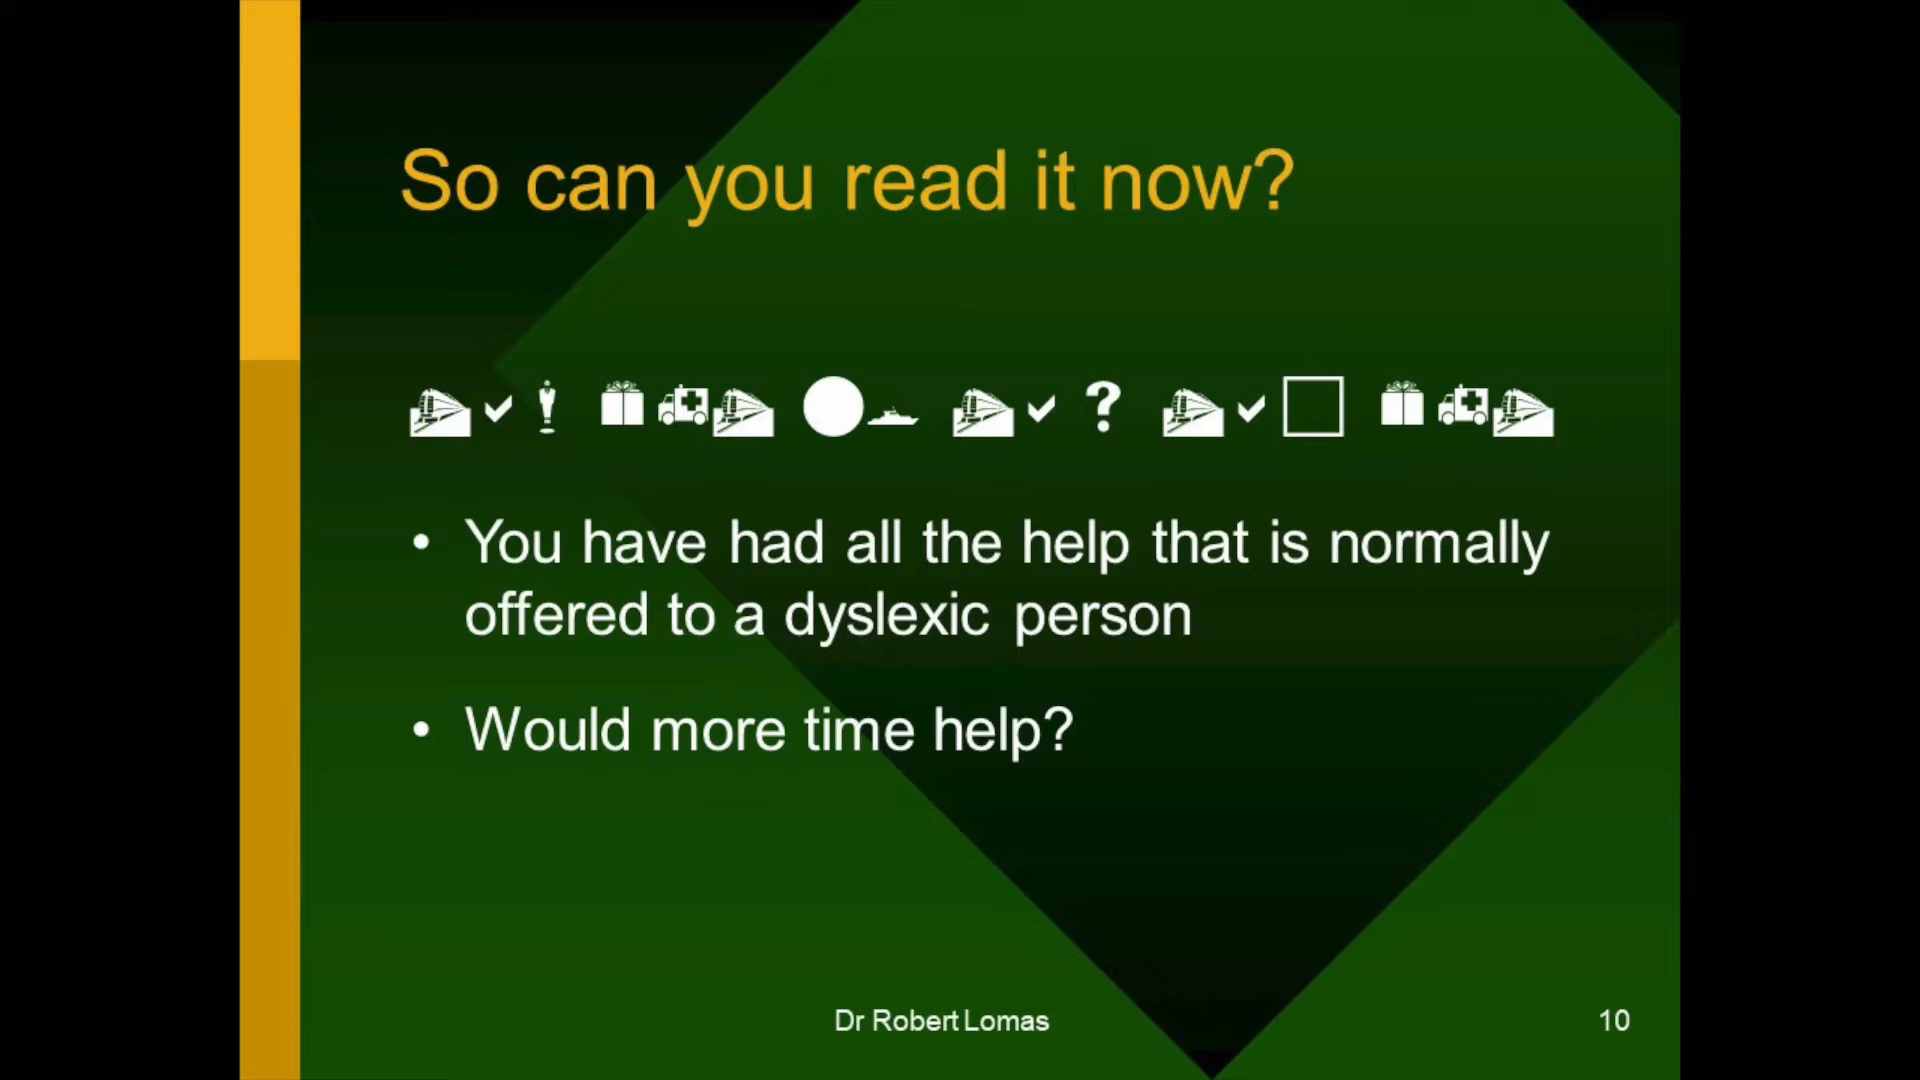 So can you read it now?
• You have had all the help that is normally
offered to a dyslexic person
• Would more time help?
Dr Robert Lomas
10